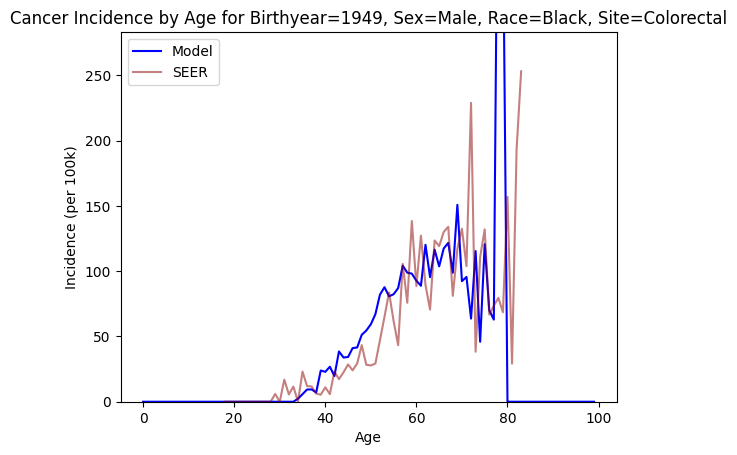 Cancer Incidence by Age for Birthyear=1949, Sex=Male, Race=Black, Site=Colorectal
Model
SEER
250
200
150
100
50
0
Incidence (per 100k)
0 20 40 60 80 100
Age